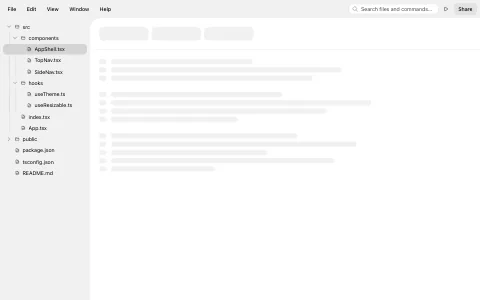 File Edit View Window Help Search files and commands... Share
src
components
AppShell.tsx
TopNav.tsx
SideNav.tsx
hooks
useTheme.ts
useResizable.ts
index.tsx
App.tsx
public
package.json
tsconfig.json
README.md